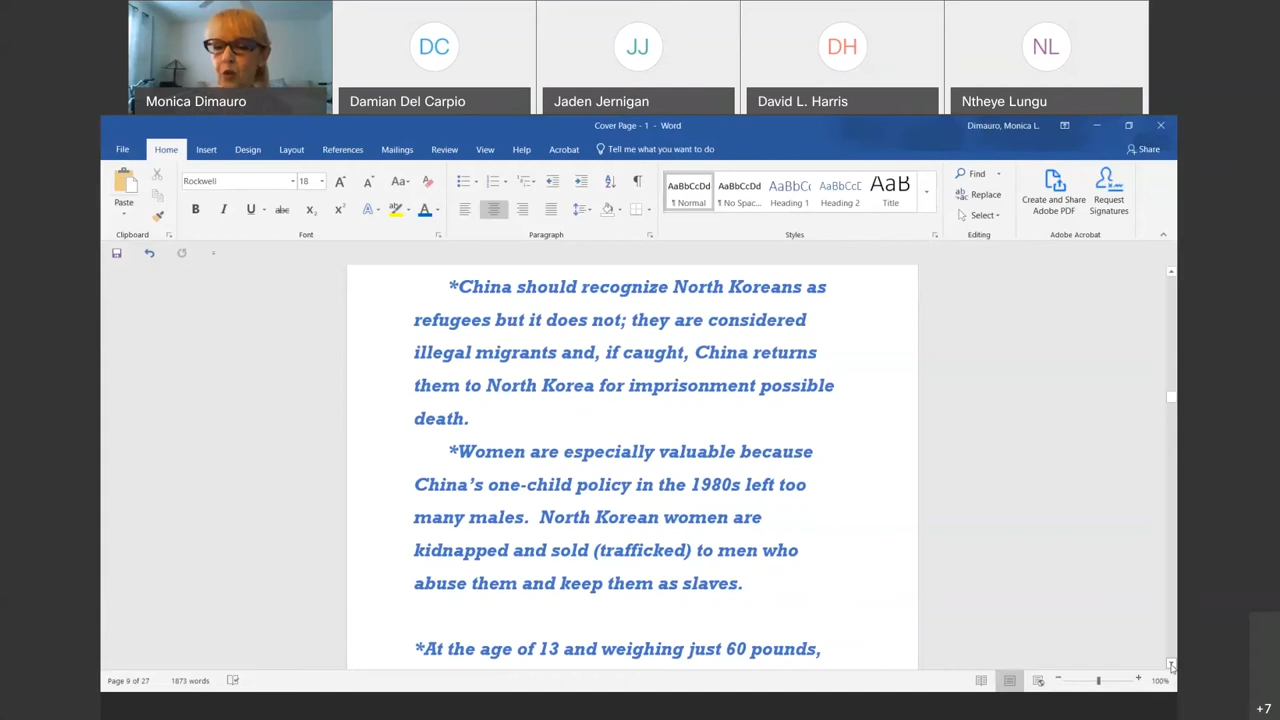 DC
JJ
DH
NL
Monica Dimauro
Damian Del Carpio
Jaden Jernigan
David L. Harris
Ntheye Lungu
Cover Page - 1 - Word
Dimauro, Monica L.
File Home Insert Design Layout References Mailings Review View Help Acrobat Tell me what you want to do
Share
Paste
Clipboard
Rockwell 18
Aa
B I U abc X₂ X²
Font
Paragraph
AaBbCcDd AaBbCcDd AaBbCc AaBbCcD AaB
¶ Normal ¶ No Spac... Heading 1 Heading 2 Title
Styles
Find
Replace
Select
Editing
Create and Share
Adobe PDF
Request
Signatures
Adobe Acrobat
*China should recognize North Koreans as
refugees but it does not; they are considered
illegal migrants and, if caught, China returns
them to North Korea for imprisonment possible
death.
*Women are especially valuable because
China's one-child policy in the 1980s left too
many males. North Korean women are
kidnapped and sold (trafficked) to men who
abuse them and keep them as slaves.
*At the age of 13 and weighing just 60 pounds,
Page 9 of 27 1873 words
100%
+7